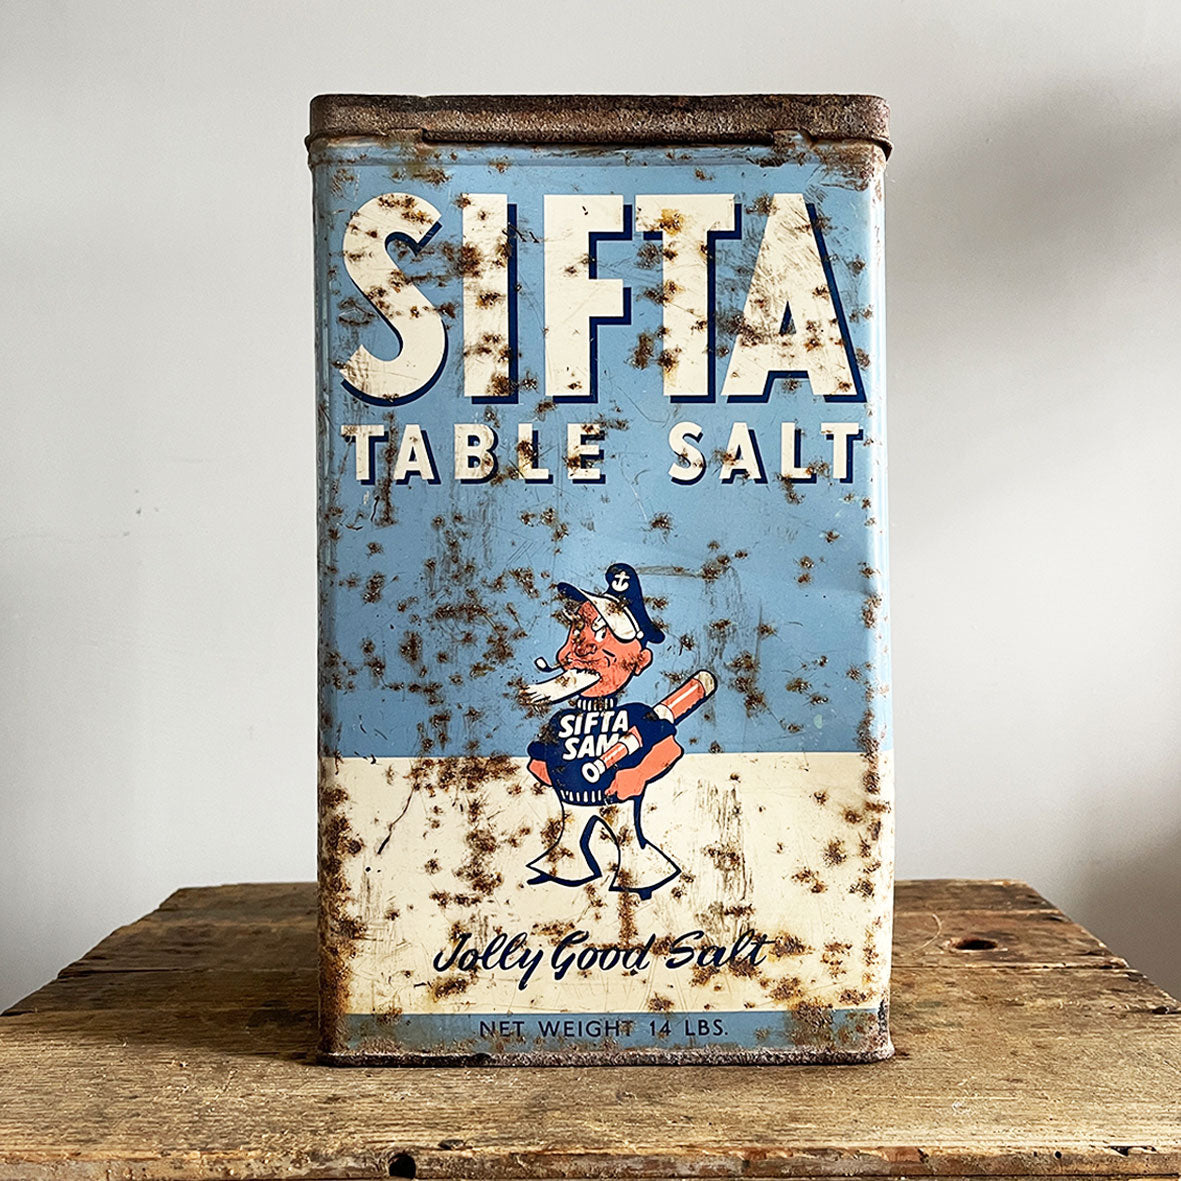 SIFTA
TABLE SALT
SIFTA
SAM
Jolly Good Salt
NET WEIGHT 14 LBS.